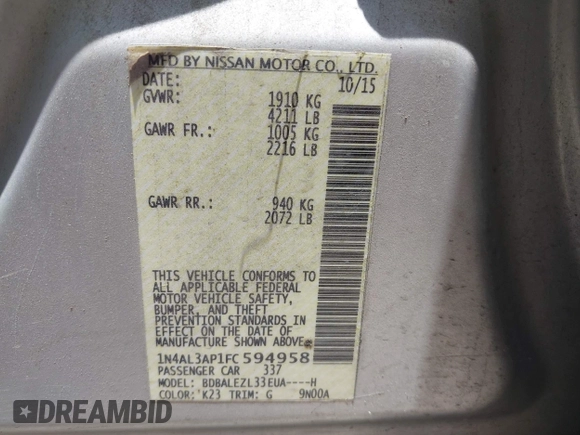 MFD BY NISSAN MOTOR CO., LTD.
DATE: 10/15
GVWR: 1910 KG
4211 LB
GAWR FR.: 1005 KG
2216 LB
GAWR RR.: 940 KG
2072 LB
THIS VEHICLE CONFORMS TO
ALL APPLICABLE FEDERAL
MOTOR VEHICLE SAFETY,
BUMPER, AND THEFT
PREVENTION STANDARDS IN
EFFECT ON THE DATE OF
MANUFACTURE SHOWN ABOVE.
1N4AL3AP1FC594958
PASSENGER CAR 337
MODEL: BDBALEZL33EUA----H
COLOR: K23 TRIM: G 9N00A
DREAMBID
DREAMBID